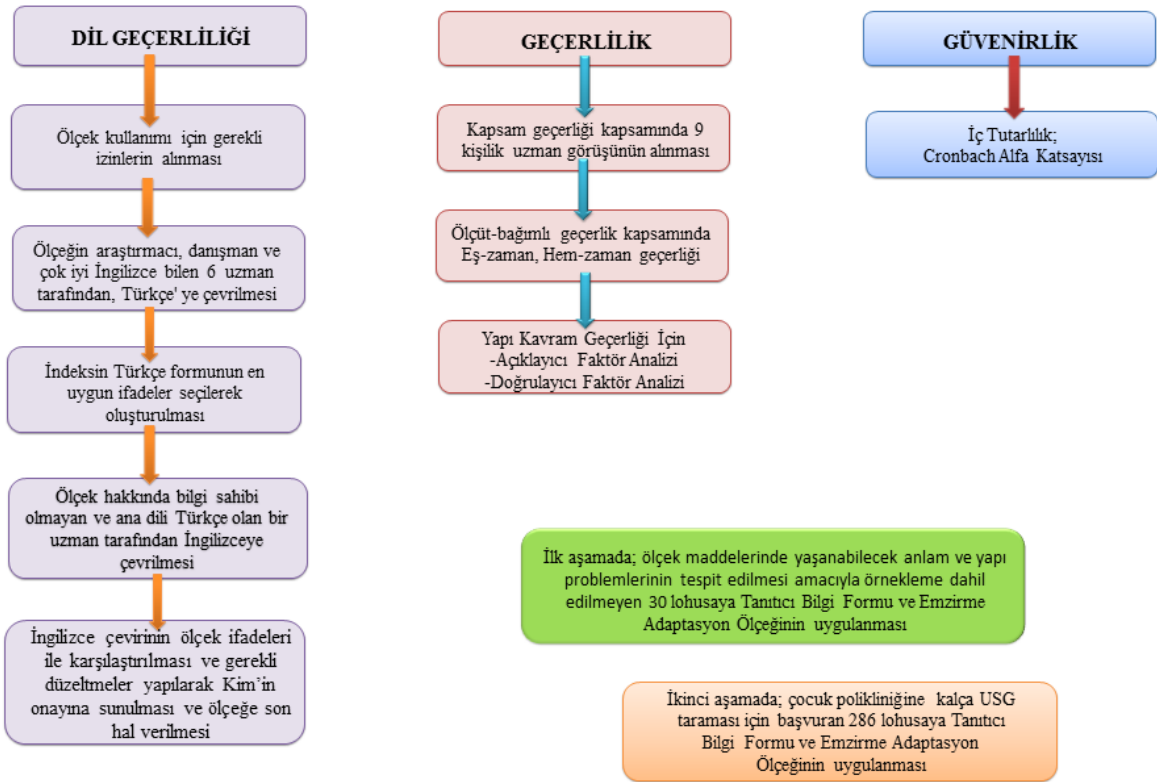 DİL GEÇERLİLİĞİ
Ölçek kullanımı için gerekli
izinlerin alınması
Ölçeğin araştırmacı, danışman ve
çok iyi İngilizce bilen 6 uzman
tarafından, Türkçe' ye çevrilmesi
İndeksin Türkçe formunun en
uygun ifadeler seçilerek
oluşturulması
Ölçek hakkında bilgi sahibi
olmayan ve ana dili Türkçe olan bir
uzman tarafından İngilizceye
çevrilmesi
İngilizce çevirinin ölçek ifadeleri
ile karşılaştırılması ve gerekli
düzeltmeler yapılarak Kim’in
onayına sunulması ve ölçeğe son
hal verilmesi
GEÇERLİLİK
Kapsam geçerliği kapsamında 9
kişilik uzman görüşünün alınması
Ölçüt-bağımlı geçerlik kapsamında
Eş-zaman, Hem-zaman geçerliği
Yapı Kavram Geçerliği İçin
-Açıklayıcı Faktör Analizi
-Doğrulayıcı Faktör Analizi
GÜVENİRLİK
İç Tutarlılık;
Cronbach Alfa Katsayısı
İlk aşamada; ölçek maddelerinde yaşanabilecek anlam ve yapı
problemlerinin tespit edilmesi amacıyla örnekleme dahil
edilmeyen 30 lohusaya Tanıtıcı Bilgi Formu ve Emzirme
Adaptasyon Ölçeğinin uygulanması
İkinci aşamada; çocuk polikliniğine kalça USG
taraması için başvuran 286 lohusaya Tanıtıcı
Bilgi Formu ve Emzirme Adaptasyon
Ölçeğinin uygulanması